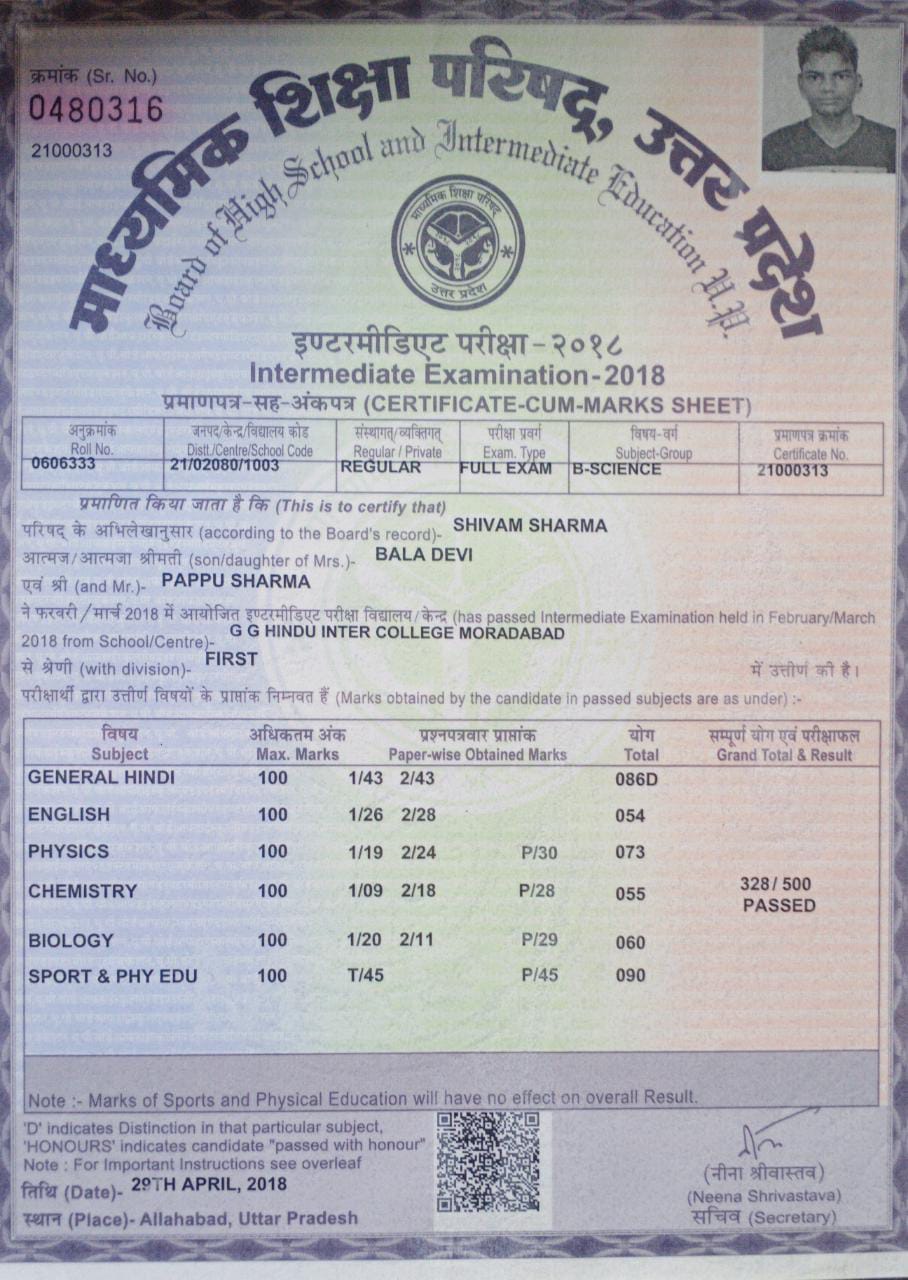 क्रमांक (Sr. No.)
0480316
21000313
माध्यमिक शिक्षा परिषद्, उत्तर प्रदेश
Board of High School and Intermediate Education U.P.
माध्यमिक शिक्षा परिषद्
उत्तर प्रदेश
इण्टरमीडिएट परीक्षा - २०१८
Intermediate Examination - 2018
प्रमाणपत्र-सह-अंकपत्र (CERTIFICATE-CUM-MARKS SHEET)
अनुक्रमांक जनपद/केन्द्र/विद्यालय कोड संस्थागत्/व्यक्तिगत् परीक्षा प्रवर्ग विषय-वर्ग प्रमाणपत्र क्रमांक
Roll No. Distt./Centre/School Code Regular / Private Exam. Type Subject-Group Certificate No.
0606333 21/02080/1003 REGULAR FULL EXAM B-SCIENCE 21000313
प्रमाणित किया जाता है कि (This is to certify that)
परिषद् के अभिलेखानुसार (according to the Board's record)- SHIVAM SHARMA
आत्मज/आत्मजा श्रीमती (son/daughter of Mrs.)- BALA DEVI
एवं श्री (and Mr.)- PAPPU SHARMA
ने फरवरी/मार्च 2018 में आयोजित इण्टरमीडिएट परीक्षा विद्यालय/केन्द्र (has passed Intermediate Examination held in February/March
2018 from School/Centre)- G G HINDU INTER COLLEGE MORADABAD
से श्रेणी (with division)- FIRST में उत्तीर्ण की है।
परीक्षार्थी द्वारा उत्तीर्ण विषयों के प्राप्तांक निम्नवत हैं (Marks obtained by the candidate in passed subjects are as under) :-
विषय अधिकतम अंक प्रश्नपत्रवार प्राप्तांक योग सम्पूर्ण योग एवं परीक्षाफल
Subject Max. Marks Paper-wise Obtained Marks Total Grand Total & Result
GENERAL HINDI 100 1/43 2/43 086D
ENGLISH 100 1/26 2/28 054
PHYSICS 100 1/19 2/24 P/30 073
CHEMISTRY 100 1/09 2/18 P/28 055 328/ 500
PASSED
BIOLOGY 100 1/20 2/11 P/29 060
SPORT & PHY EDU 100 T/45 P/45 090
Note :- Marks of Sports and Physical Education will have no effect on overall Result.
'D' indicates Distinction in that particular subject,
'HONOURS' indicates candidate "passed with honour"
Note : For Important Instructions see overleaf
तिथि (Date)- 29TH APRIL, 2018
स्थान (Place)- Allahabad, Uttar Pradesh
(नीना श्रीवास्तव)
(Neena Shrivastava)
सचिव (Secretary)